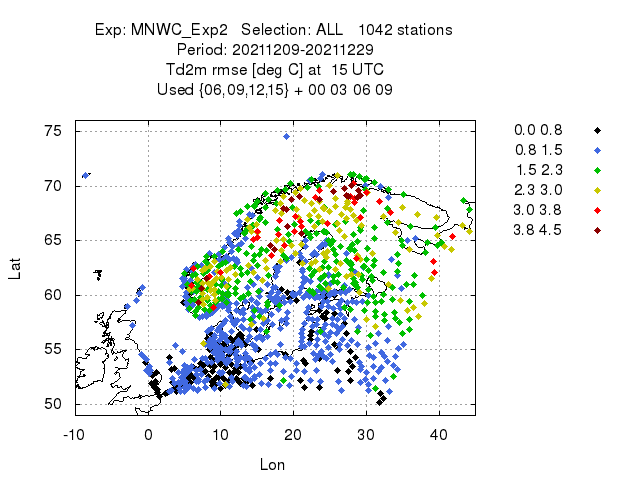 Exp: MNWC_Exp2   Selection: ALL   1042 stations
Period: 20211209-20211229
Td2m rmse [deg C] at  15 UTC
Used {06,09,12,15} + 00 03 06 09
75
70
65
60
55
50
Lat
-10 0 10 20 30 40
Lon
0.0 0.8
0.8 1.5
1.5 2.3
2.3 3.0
3.0 3.8
3.8 4.5